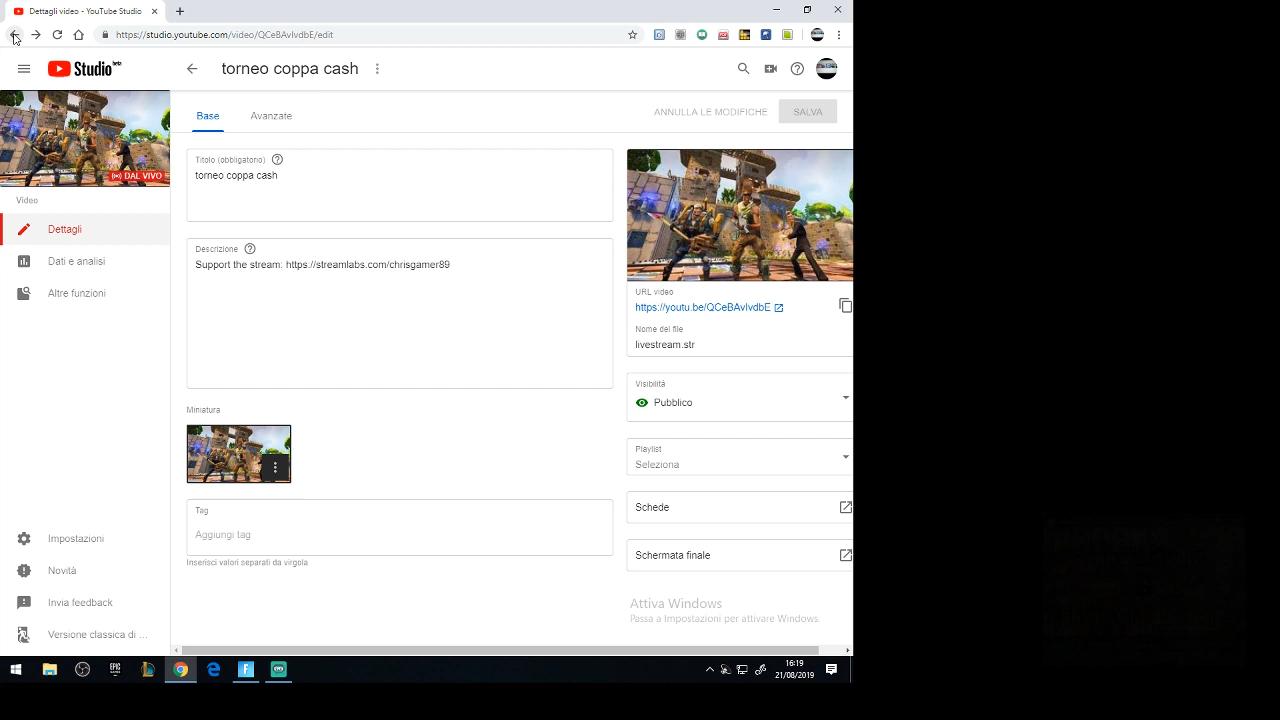 Dettagli video - YouTube Studio
https://studio.youtube.com/video/QCeBAvIvdbE/edit
Studio beta
torneo coppa cash
Base
Avanzate
ANNULLA LE MODIFICHE
SALVA
DAL VIVO
Video
Dettagli
Dati e analisi
Altre funzioni
Impostazioni
Novità
Invia feedback
Versione classica di ...
Titolo (obbligatorio)
torneo coppa cash
Descrizione
Support the stream: https://streamlabs.com/chrisgamer89
Miniatura
Tag
Aggiungi tag
Inserisci valori separati da virgola
URL video
https://youtu.be/QCeBAvIvdbE
Nome del file
livestream.str
Visibilità
Pubblico
Playlist
Seleziona
Schede
Schermata finale
Attiva Windows
Passa a Impostazioni per attivare Windows.
EPIC
16:19
21/08/2019